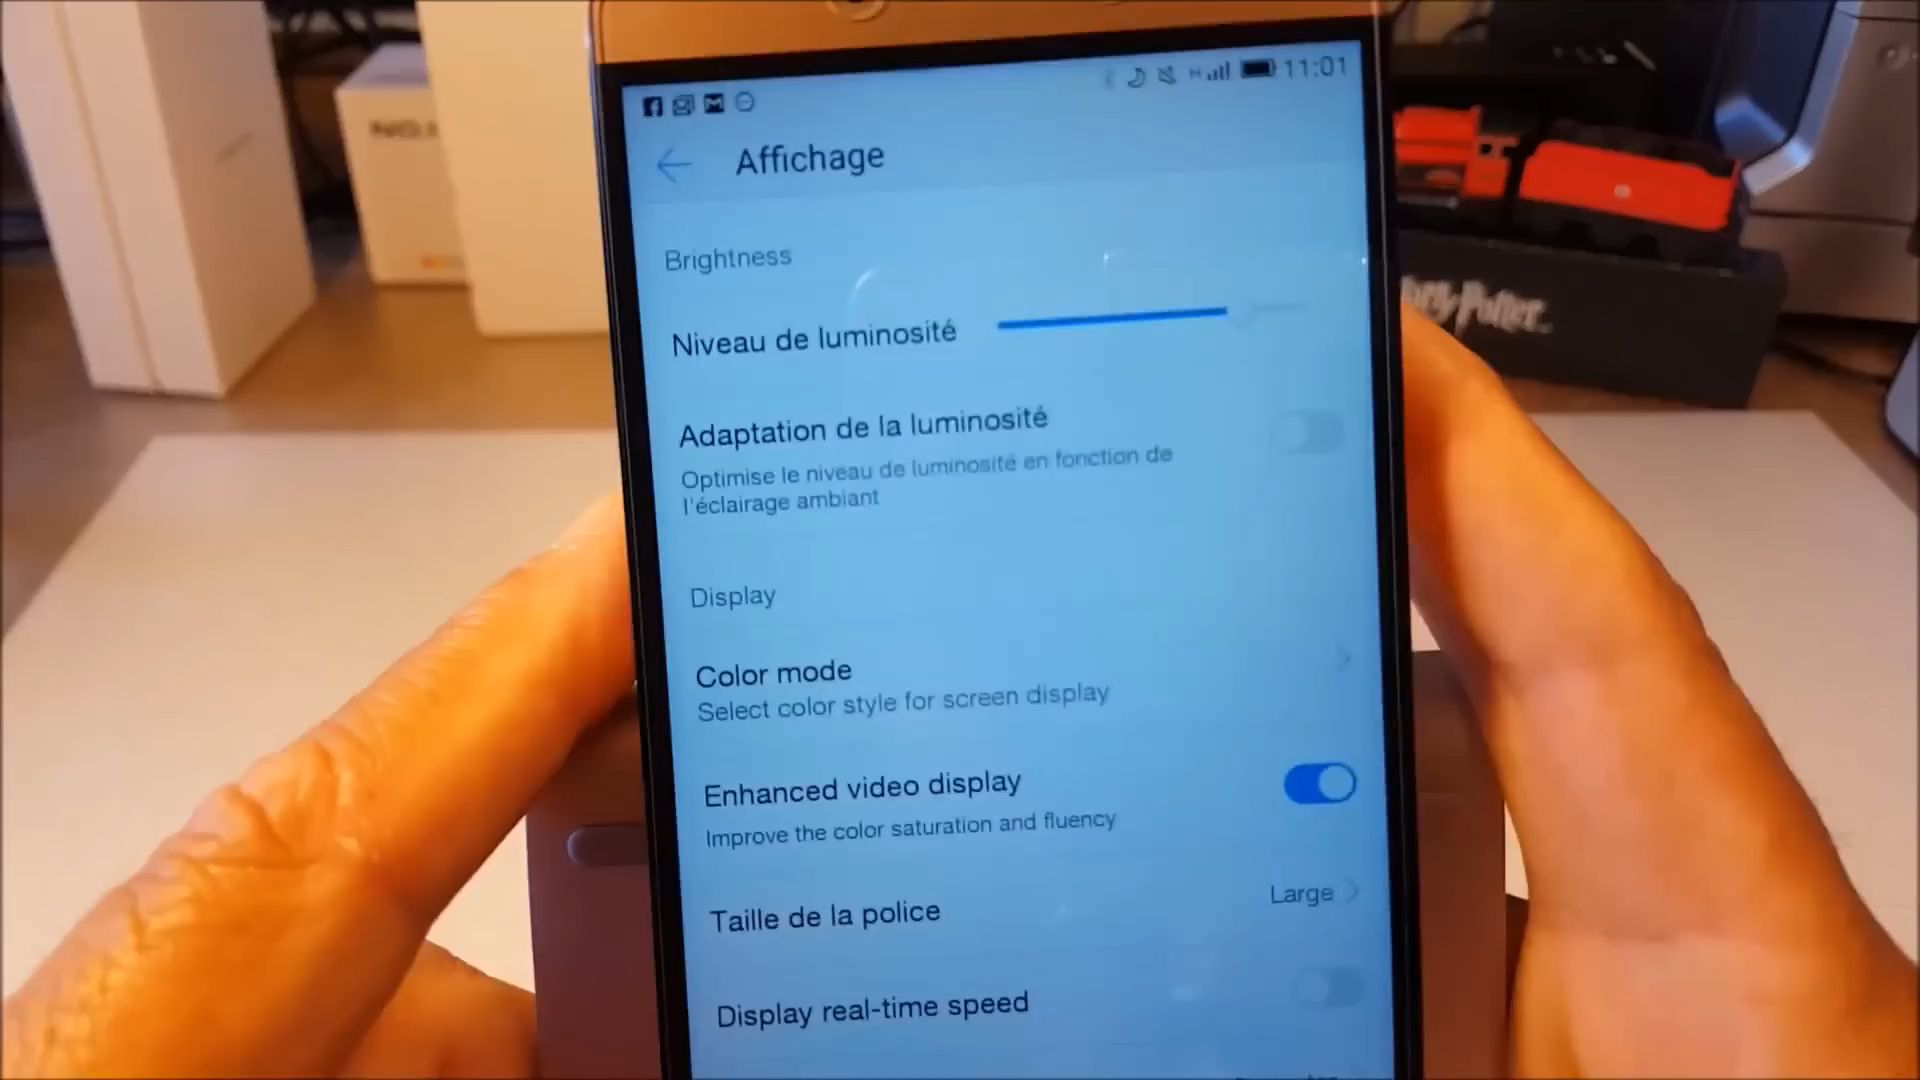 11:01
Affichage
Brightness
Niveau de luminosité
Adaptation de la luminosité
Optimise le niveau de luminosité en fonction de
l'éclairage ambiant
Display
Color mode
Select color style for screen display
Enhanced video display
Improve the color saturation and fluency
Taille de la police
Large
Display real-time speed
Harry Potter